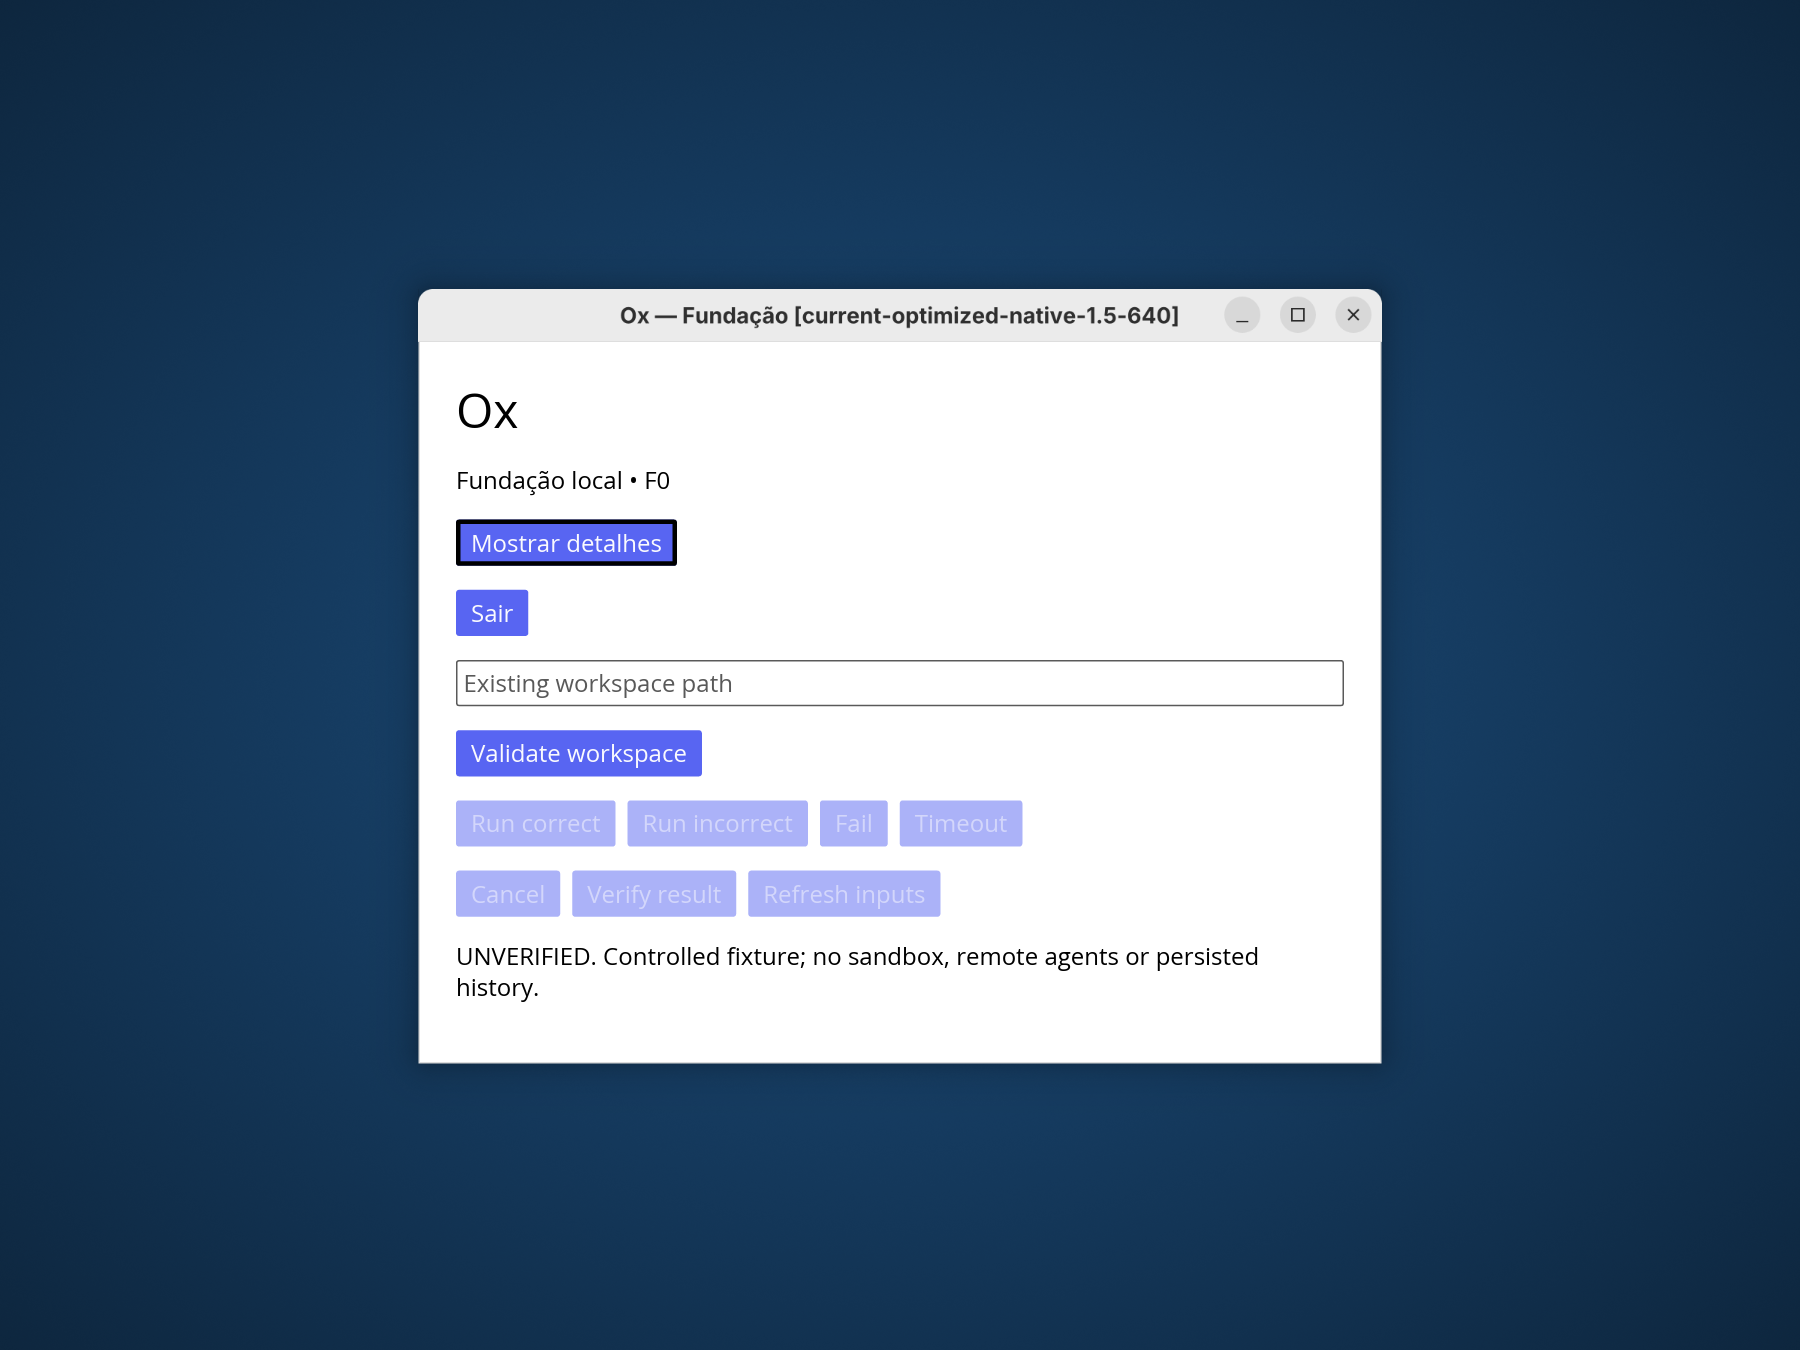 Ox — Fundação [current-optimized-native-1.5-640]
Ox
Fundação local • F0
Mostrar detalhes
Sair
Existing workspace path
Validate workspace
Run correct Run incorrect Fail Timeout
Cancel Verify result Refresh inputs
UNVERIFIED. Controlled fixture; no sandbox, remote agents or persisted
history.